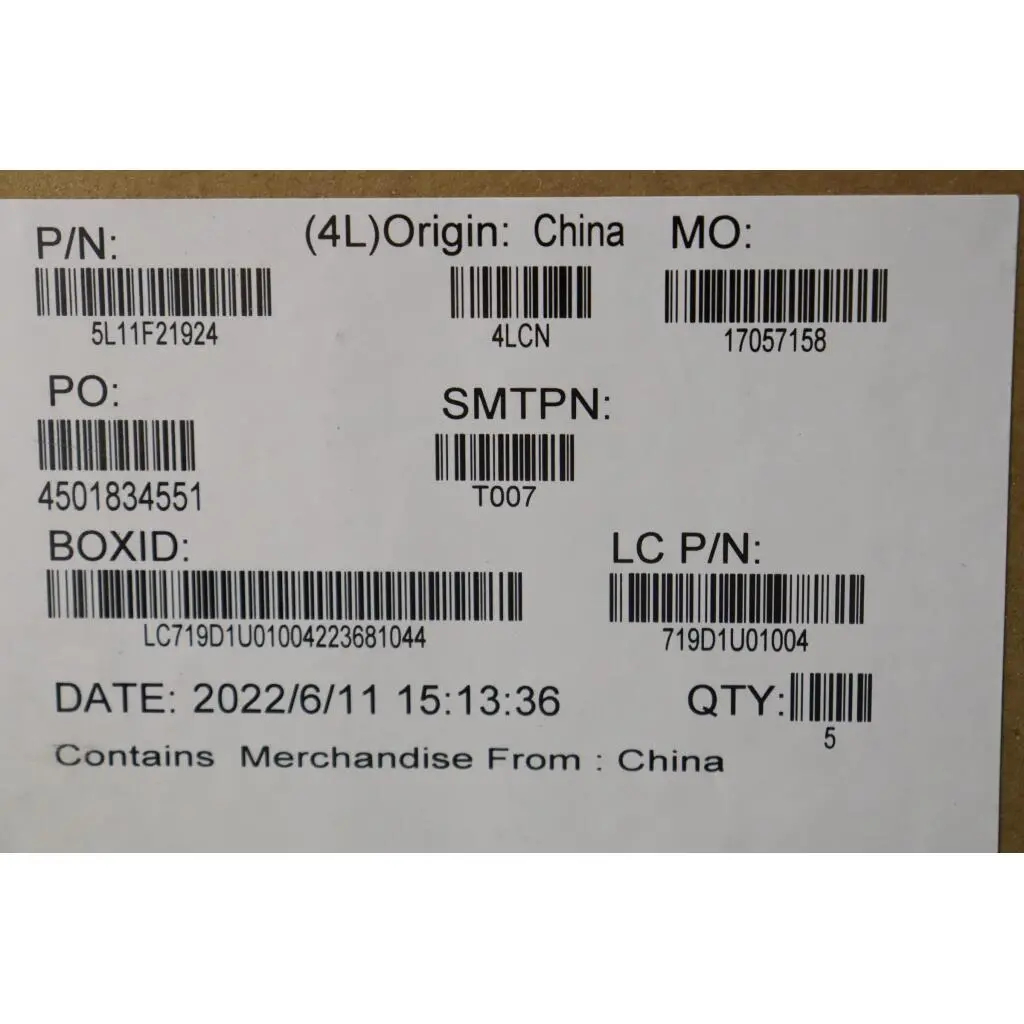 P/N: (4L)Origin: China MO:
5L11F21924 4LCN 17057158
PO: SMTPN:
4501834551 T007
BOXID: LC P/N:
LC719D1U01004223681044 719D1U01004
DATE: 2022/6/11 15:13:36 QTY:
5
Contains Merchandise From : China